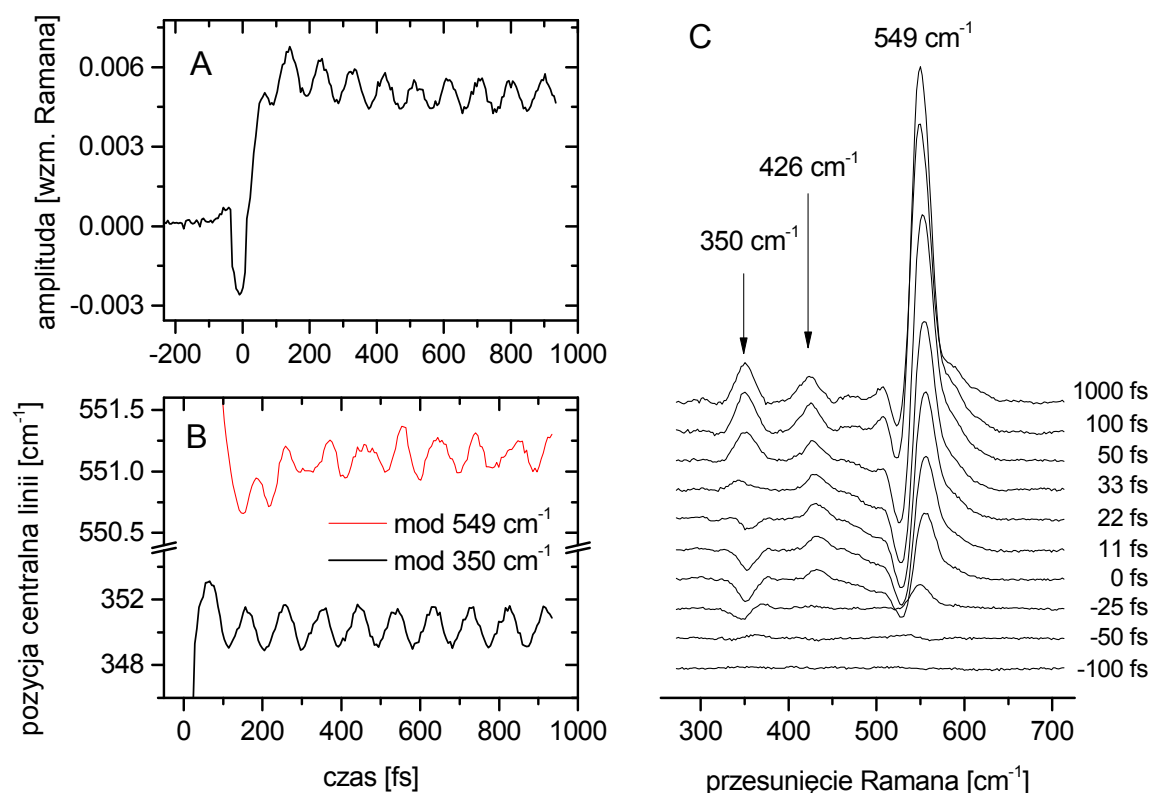 A
amplituda [wzm. Ramana]
0.006
0.003
0.000
-0.003
-200 0 200 400 600 800 1000
B
pozycja centralna linii [cm-1]
551.5
551.0
550.5
352
348
mod 549 cm-1
mod 350 cm-1
0 200 400 600 800 1000
czas [fs]
C
549 cm-1
426 cm-1
350 cm-1
1000 fs
100 fs
50 fs
33 fs
22 fs
11 fs
0 fs
-25 fs
-50 fs
-100 fs
300 400 500 600 700
przesunięcie Ramana [cm-1]